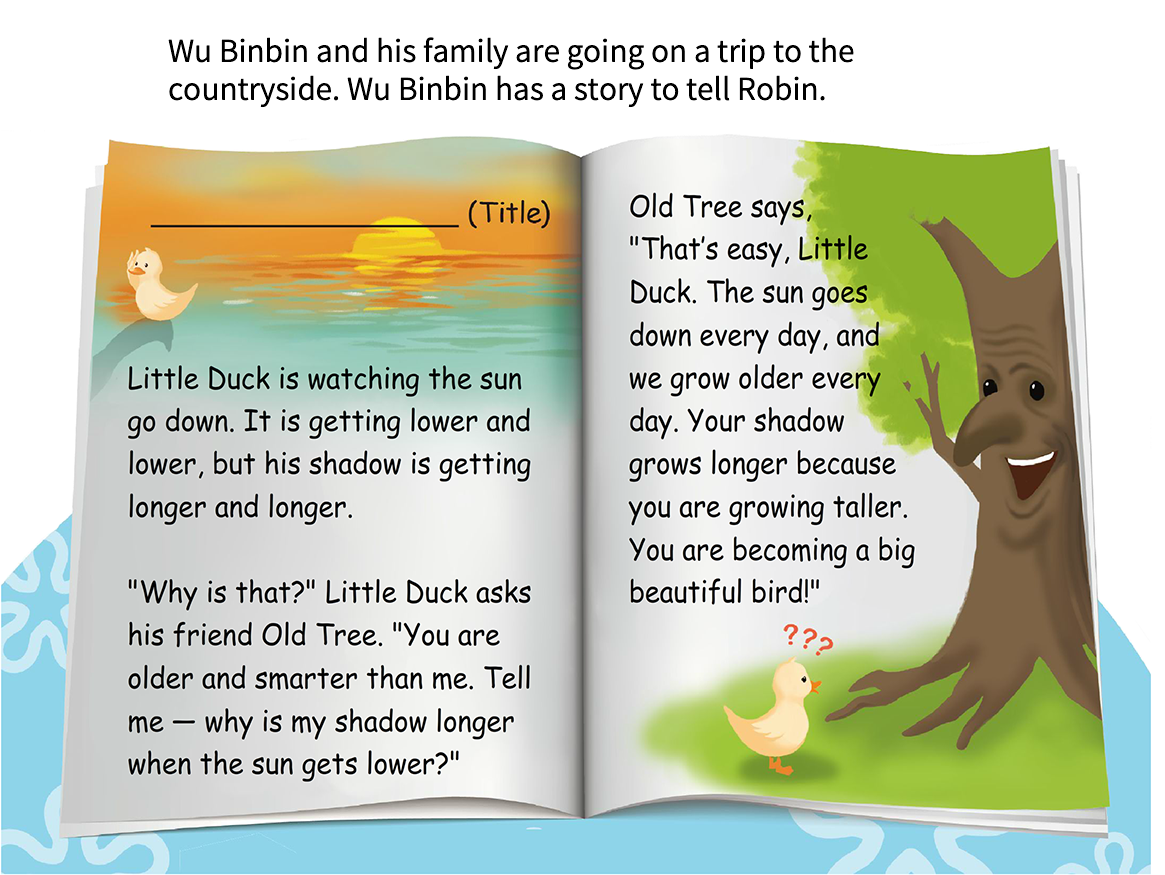 Wu Binbin and his family are going on a trip to the
countryside. Wu Binbin has a story to tell Robin.
____________________ (Title)
Little Duck is watching the sun
go down. It is getting lower and
lower, but his shadow is getting
longer and longer.
"Why is that?" Little Duck asks
his friend Old Tree. "You are
older and smarter than me. Tell
me — why is my shadow longer
when the sun gets lower?"
Old Tree says,
"That's easy, Little
Duck. The sun goes
down every day, and
we grow older every
day. Your shadow
grows longer because
you are growing taller.
You are becoming a big
beautiful bird!"
???